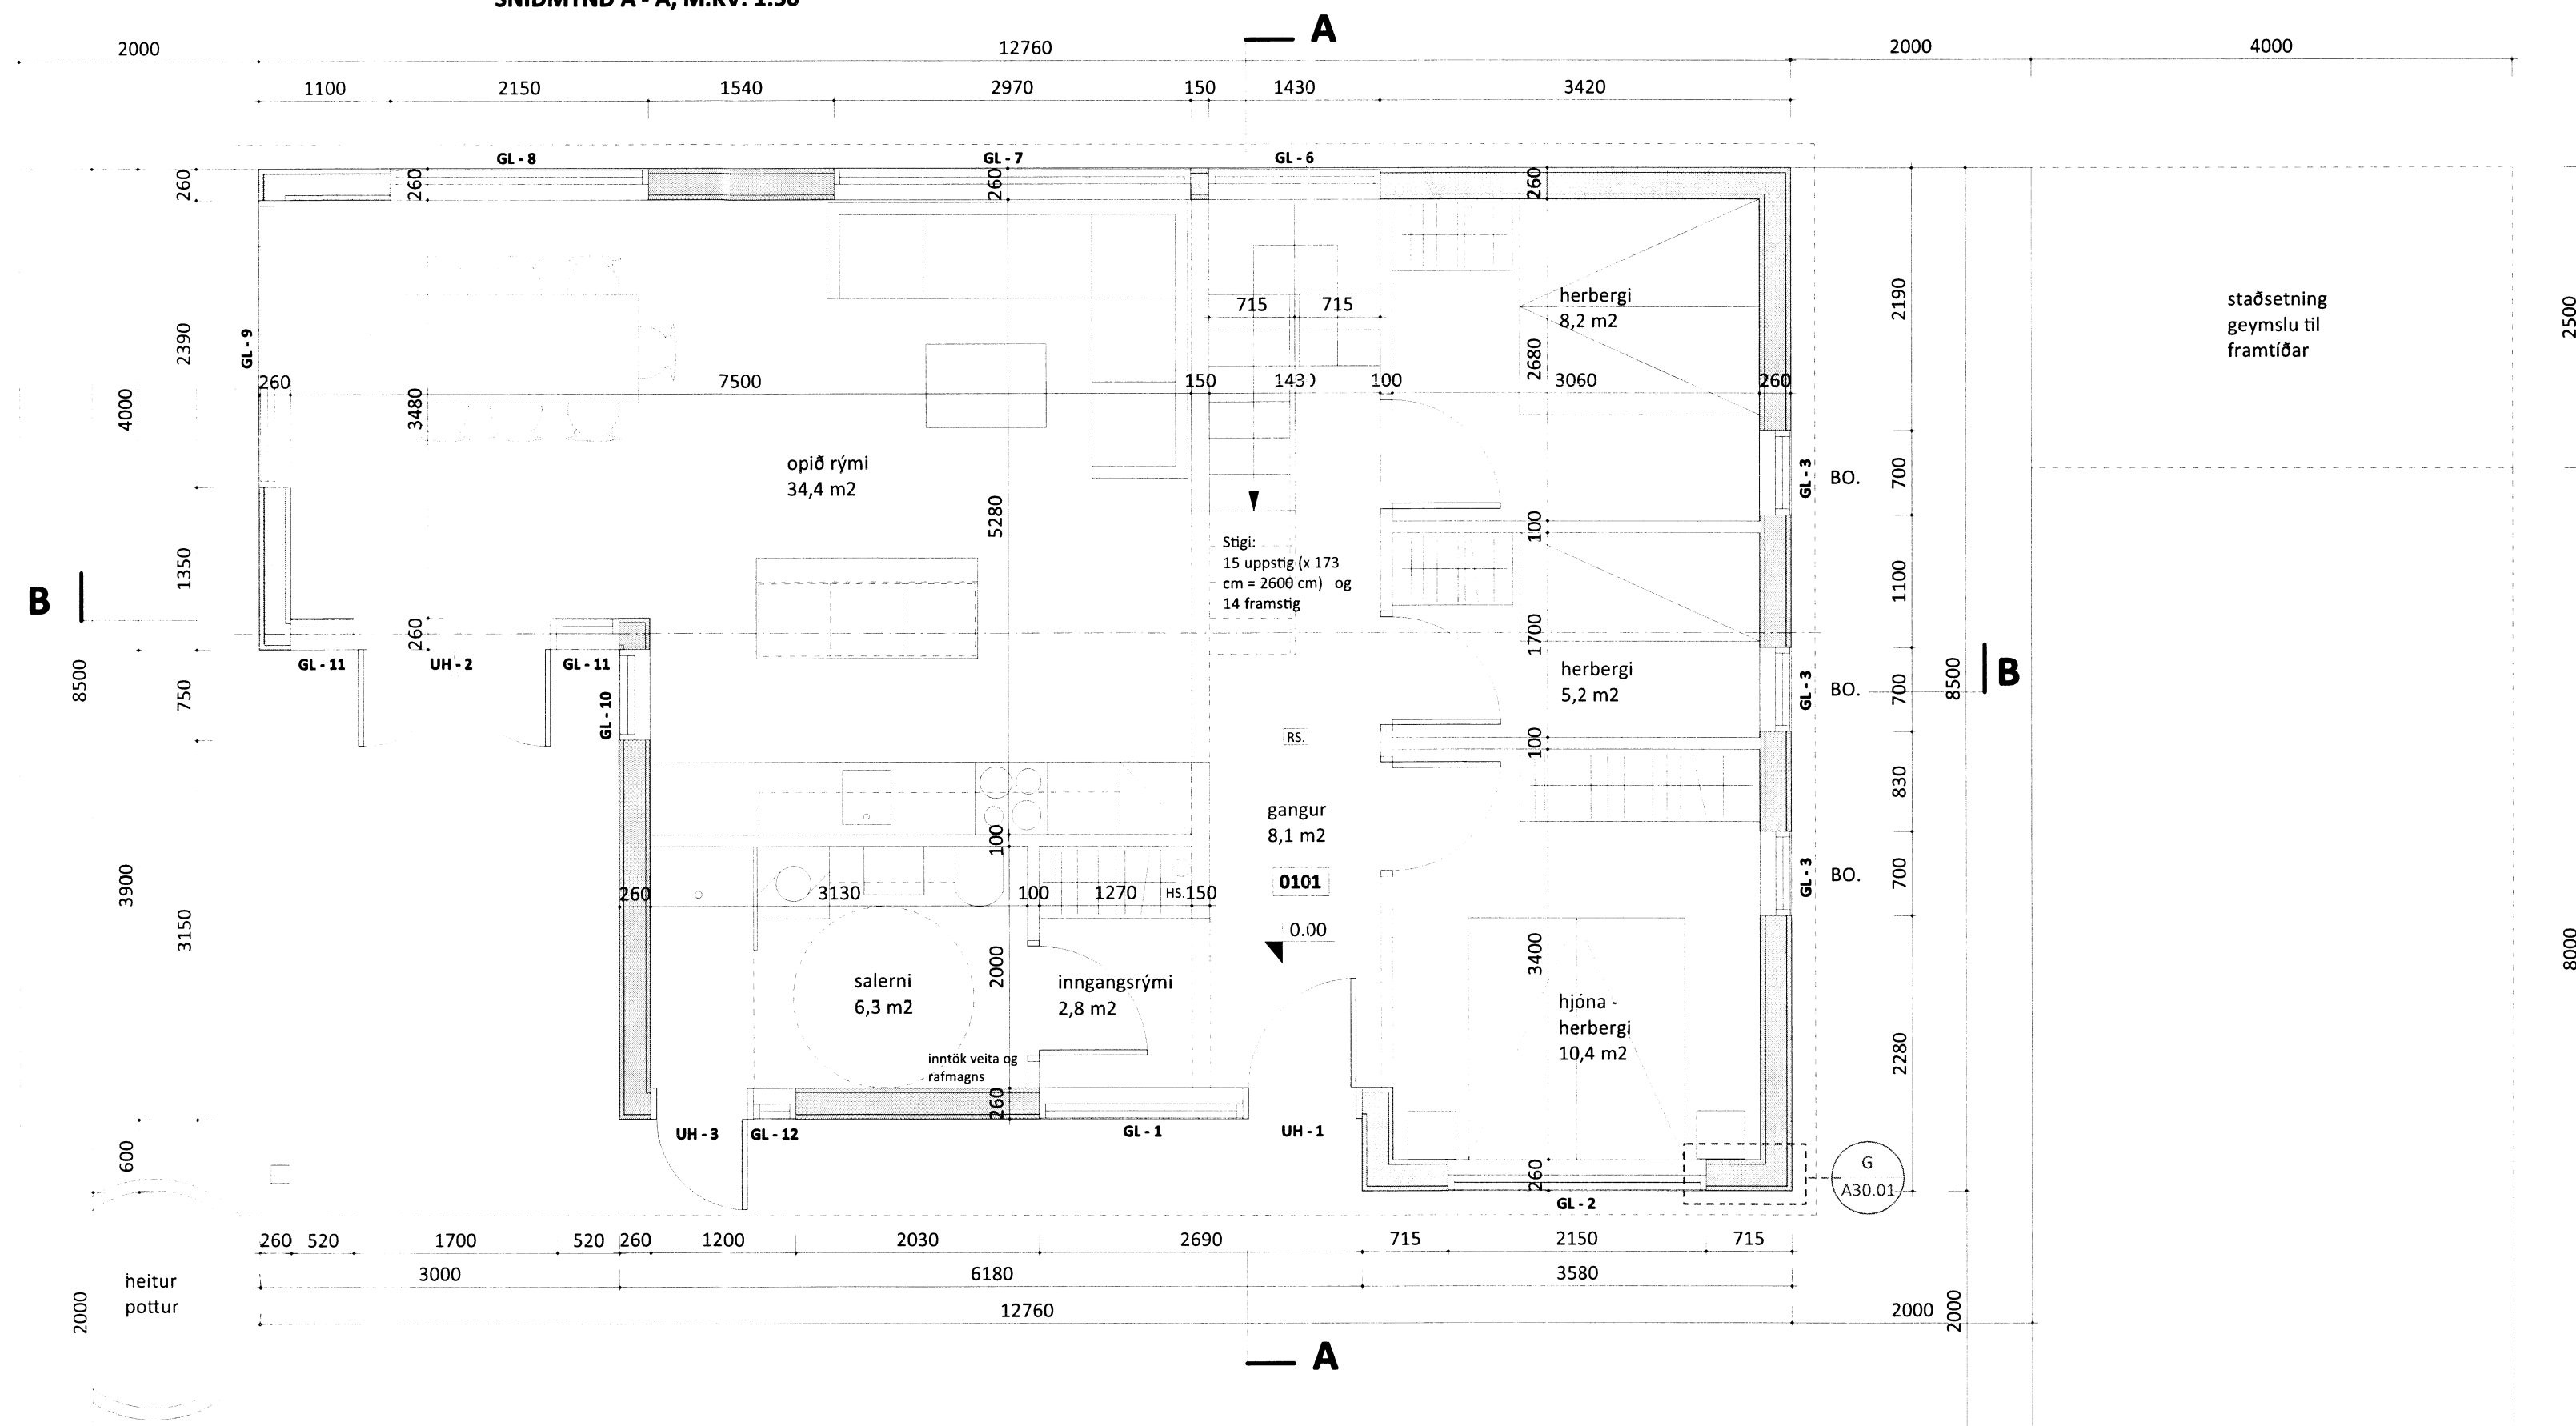 SNIÐMYND A - A, M.KV. 1:50
A
2000 12760 2000 4000
1100 2150 1540 2970 150 1430 3420
GL - 8 GL - 7 GL - 6
260 260 260 260
GL - 9
2390
4000
260 7500 150 1430 100 3060 260
3480
715 715
herbergi
8,2 m2
2680
2190
staðsetning
geymslu til
framtíðar
2500
opið rými
34,4 m2
5280
GL - 3 BO. 700
Stigi:
15 uppstig (x 173
cm = 2600 cm) og
14 framstig
100
1350
1100
B
260
1700
GL - 11 UH - 2 GL - 11
GL - 10
8500
750
herbergi
5,2 m2
GL - 3 BO. 700
8500
B
RS.
100
830
gangur
8,1 m2
0101
0.00
100
260 3130 100 1270 HS. 150
GL - 3 BO. 700
3900
3150
salerni
6,3 m2
2000
inngangsrými
2,8 m2
3400
hjóna -
herbergi
10,4 m2
2280
8000
inntök veita og
rafmagns
260
UH - 3 GL - 12 GL - 1 UH - 1
600
260
GL - 2
G
A30.01
260 520 1700 520 260 1200 2030 2690 715 2150 715
3000 6180 3580
heitur
pottur
2000
12760 2000
2000
A